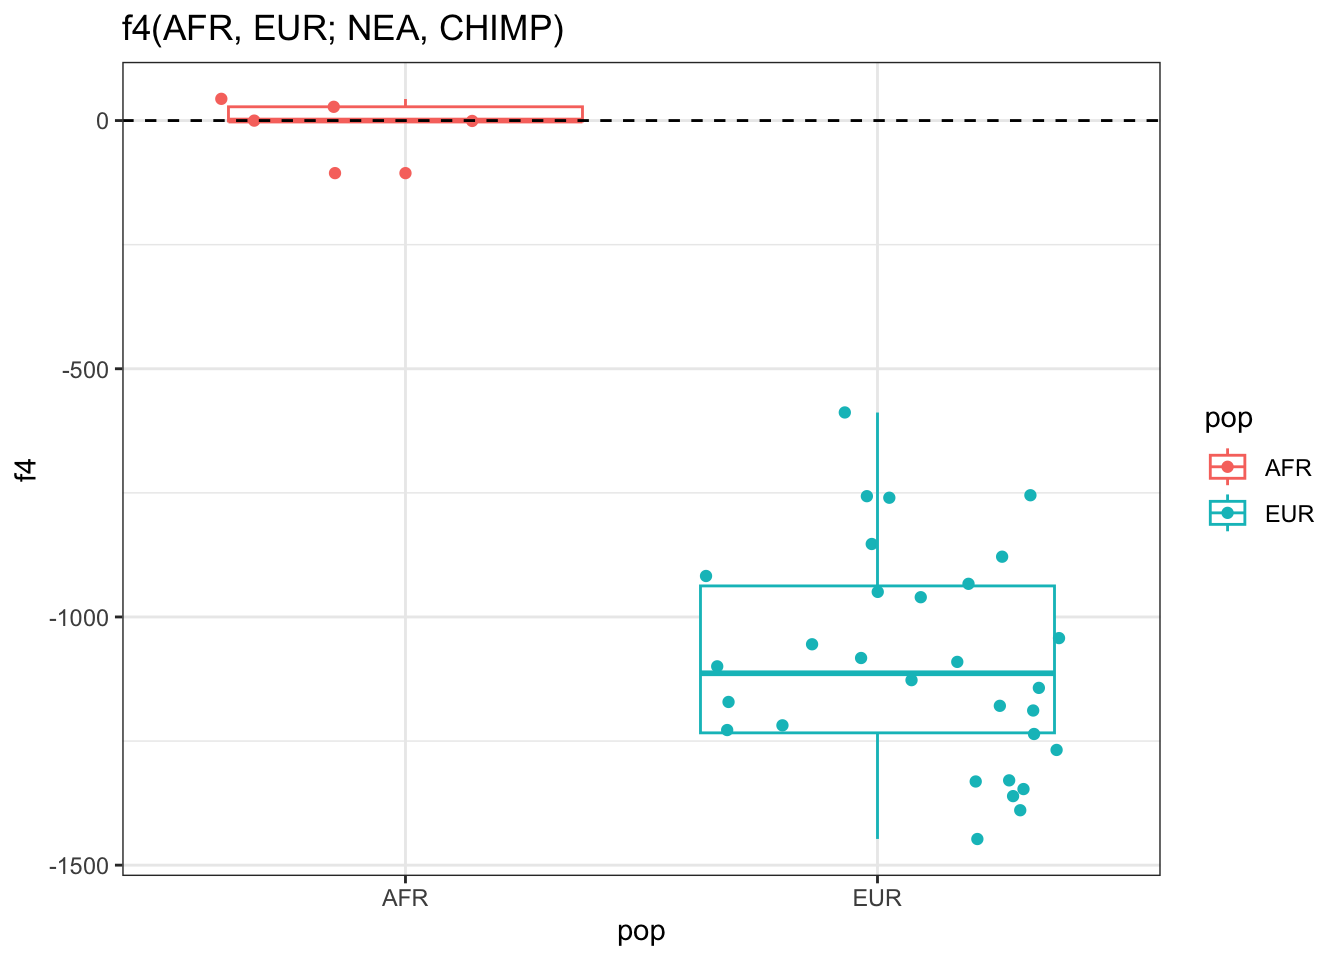 f4(AFR, EUR; NEA, CHIMP)
0
-500
-1000
-1500
f4
AFR
EUR
pop
pop
AFR
EUR